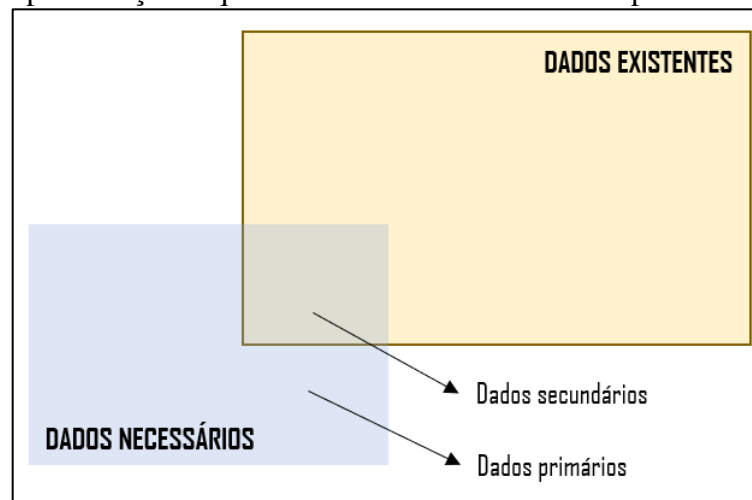 DADOS EXISTENTES
Dados secundários
DADOS NECESSÁRIOS
Dados primários